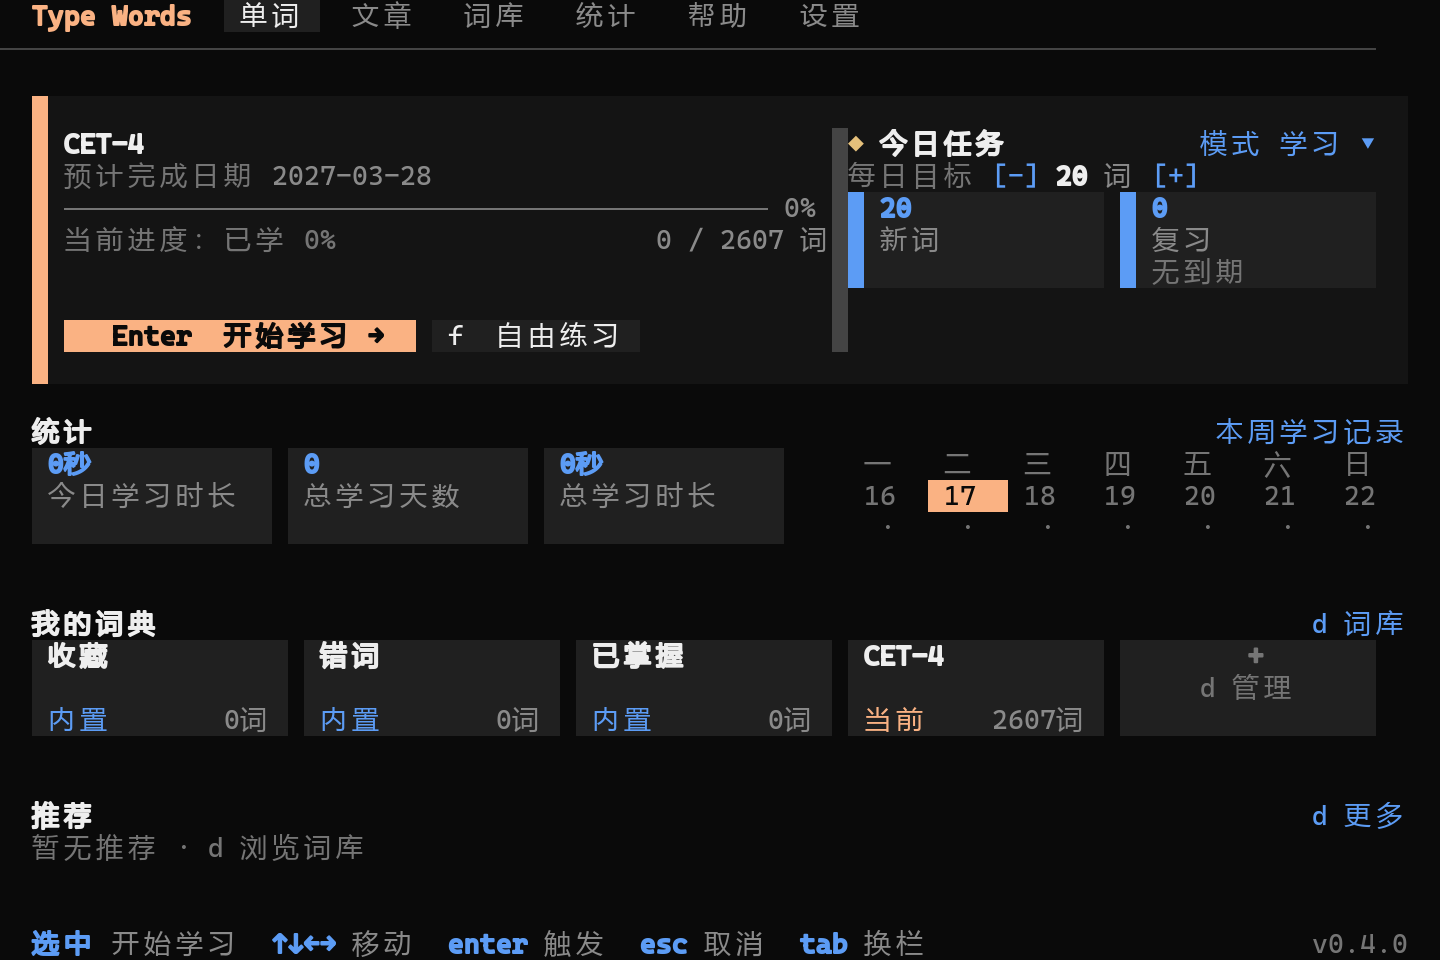 Type Words 单词 文章 词库 统计 帮助 设置
CET-4
预计完成日期 2027-03-28
0%
当前进度: 已学 0% 0 / 2607 词
Enter 开始学习 → f 自由练习
◆ 今日任务 模式 学习 ▼
每日目标 [-] 20 词 [+]
20
新词
0
复习
无到期
统计 本周学习记录
0秒
今日学习时长
0
总学习天数
0秒
总学习时长
一 二 三 四 五 六 日
16 17 18 19 20 21 22
· · · · · · ·
我的词典 d 词库
收藏
内置 0词
错词
内置 0词
已掌握
内置 0词
CET-4
当前 2607词
+
d 管理
推荐 d 更多
暂无推荐 · d 浏览词库
选中 开始学习 ↑↓←→ 移动 enter 触发 esc 取消 tab 换栏 v0.4.0